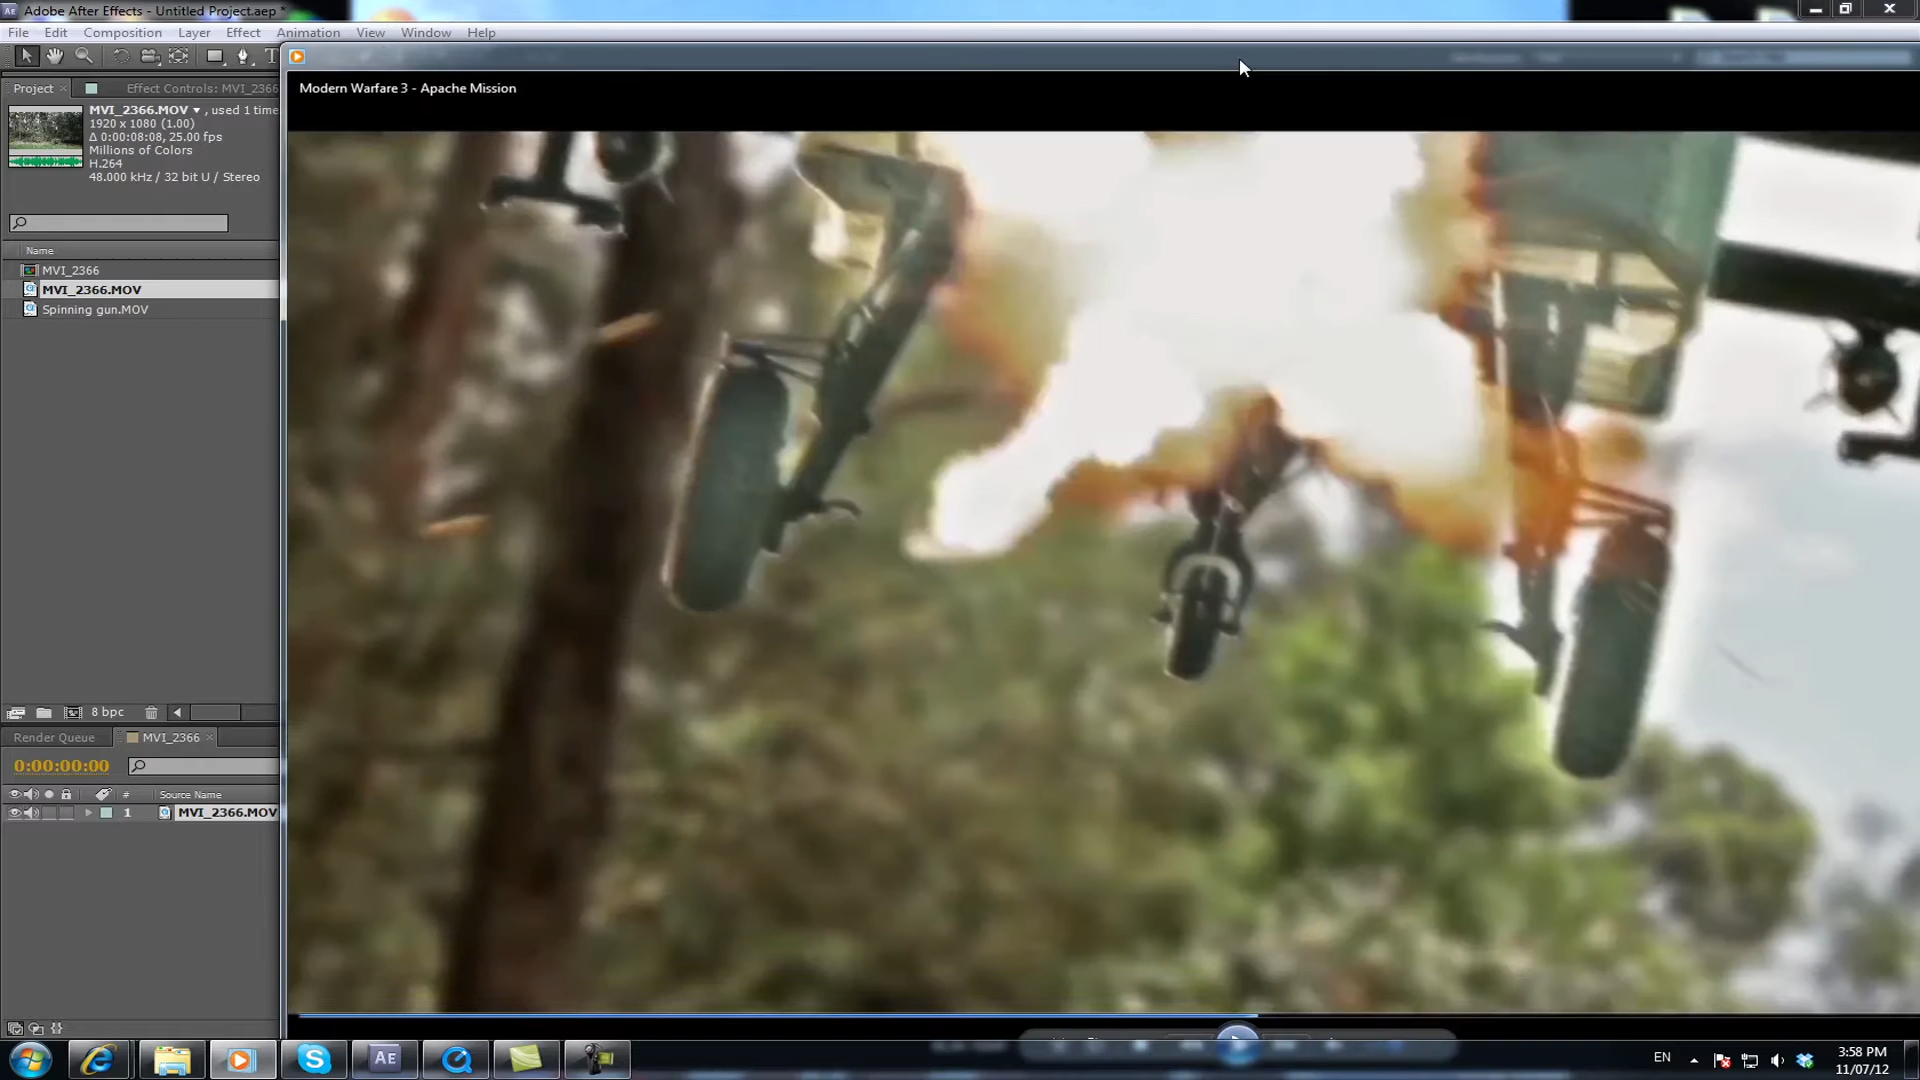 Adobe After Effects - Untitled Project.aep *
File Edit Composition Layer Effect Animation View Window Help
Project Effect Controls: MVI_2366
Modern Warfare 3 - Apache Mission
MVI_2366.MOV , used 1 time
1920 x 1080 (1.00)
Δ 0:00:08:08, 25.00 fps
Millions of Colors
H.264
48.000 kHz / 32 bit U / Stereo
Name
MVI_2366
MVI_2366.MOV
Spinning gun.MOV
8 bpc
Render Queue MVI_2366
0:00:00:00
# Source Name
1 MVI_2366.MOV
AE
EN
3:58 PM
11/07/12